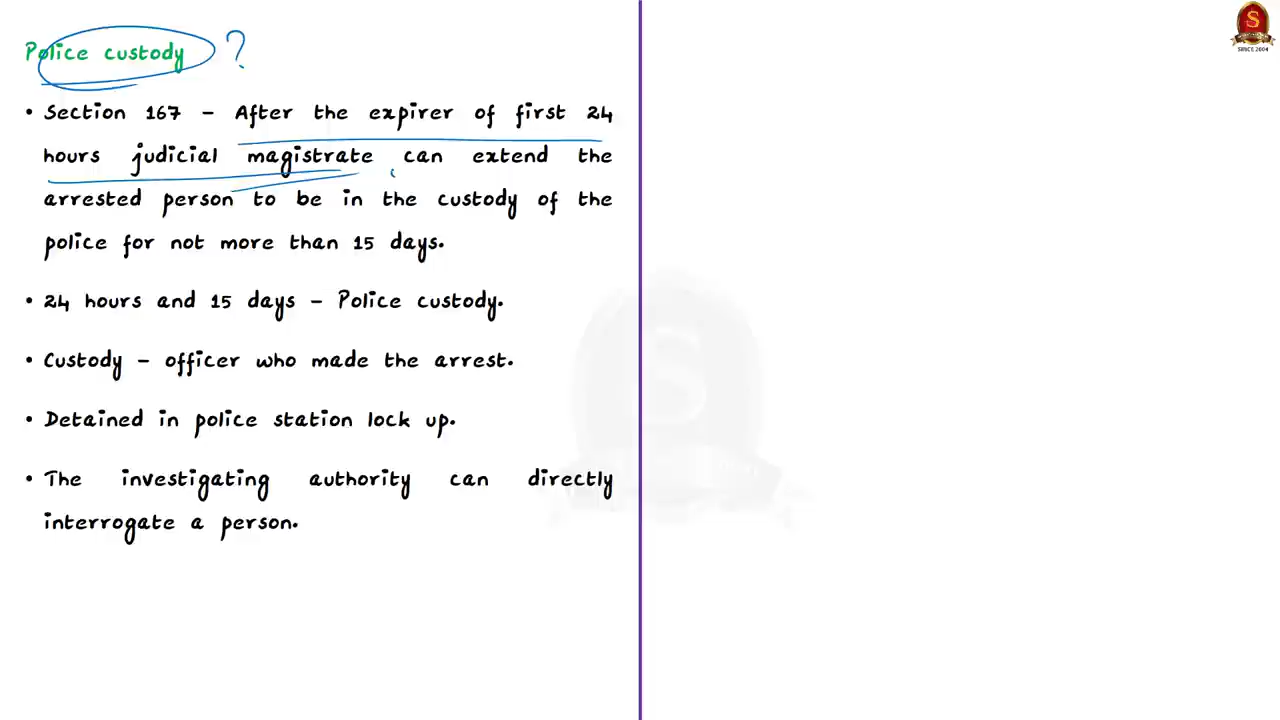 Police custody ?
• Section 167 - After the expirer of first 24
hours judicial magistrate can extend the
arrested person to be in the custody of the
police for not more than 15 days.
• 24 hours and 15 days - Police custody.
• Custody - officer who made the arrest.
• Detained in police station lock up.
• The investigating authority can directly
interrogate a person.
S
SINCE 2004